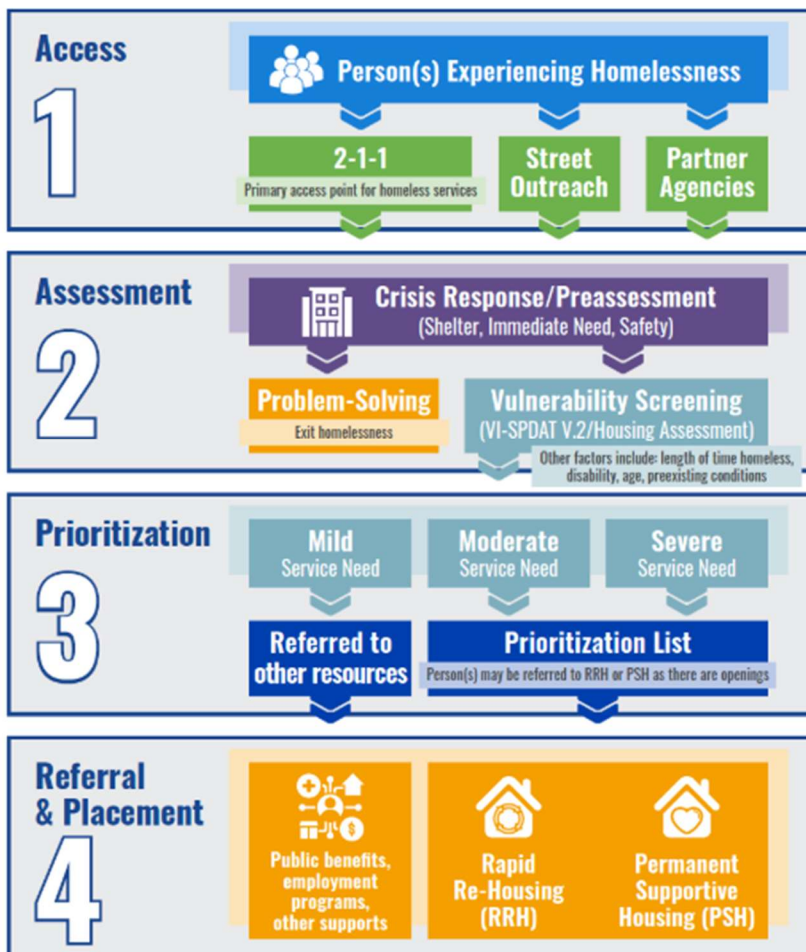 Access
1
Person(s) Experiencing Homelessness
2-1-1
Primary access point for homeless services
Street
Outreach
Partner
Agencies
Assessment
2
Crisis Response/Preassessment
(Shelter, Immediate Need, Safety)
Problem-Solving
Exit homelessness
Vulnerability Screening
(VI-SPDAT V.2/Housing Assessment)
Other factors include: length of time homeless,
disability, age, preexisting conditions
Prioritization
3
Mild
Service Need
Moderate
Service Need
Severe
Service Need
Referred to
other resources
Prioritization List
Person(s) may be referred to RRH or PSH as there are openings
Referral
& Placement
4
Public benefits,
employment
programs,
other supports
Rapid
Re-Housing
(RRH)
Permanent
Supportive
Housing (PSH)